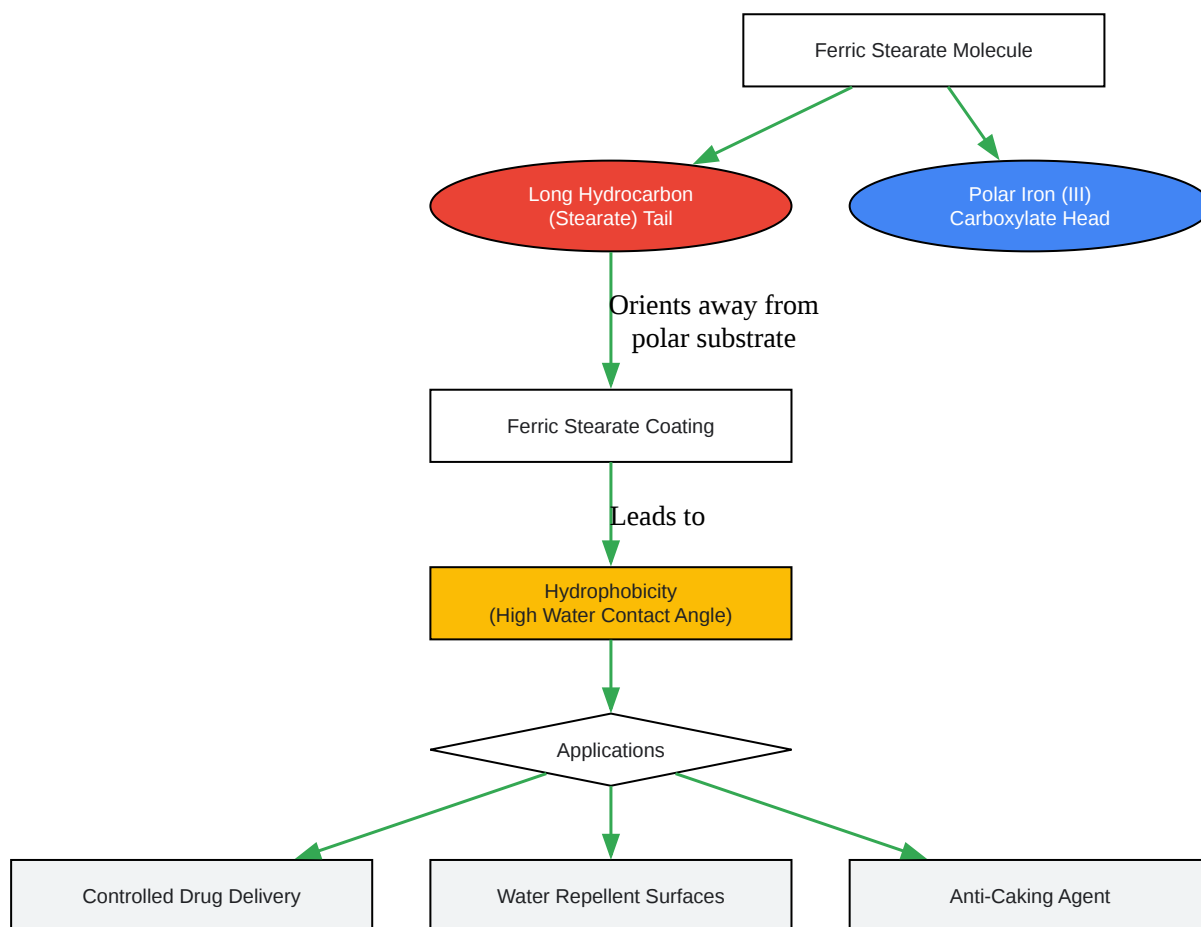 Ferric Stearate Molecule
Long Hydrocarbon
(Stearate) Tail
Polar Iron (III)
Carboxylate Head
Orients away from
polar substrate
Ferric Stearate Coating
Leads to
Hydrophobicity
(High Water Contact Angle)
Applications
Controlled Drug Delivery
Water Repellent Surfaces
Anti-Caking Agent